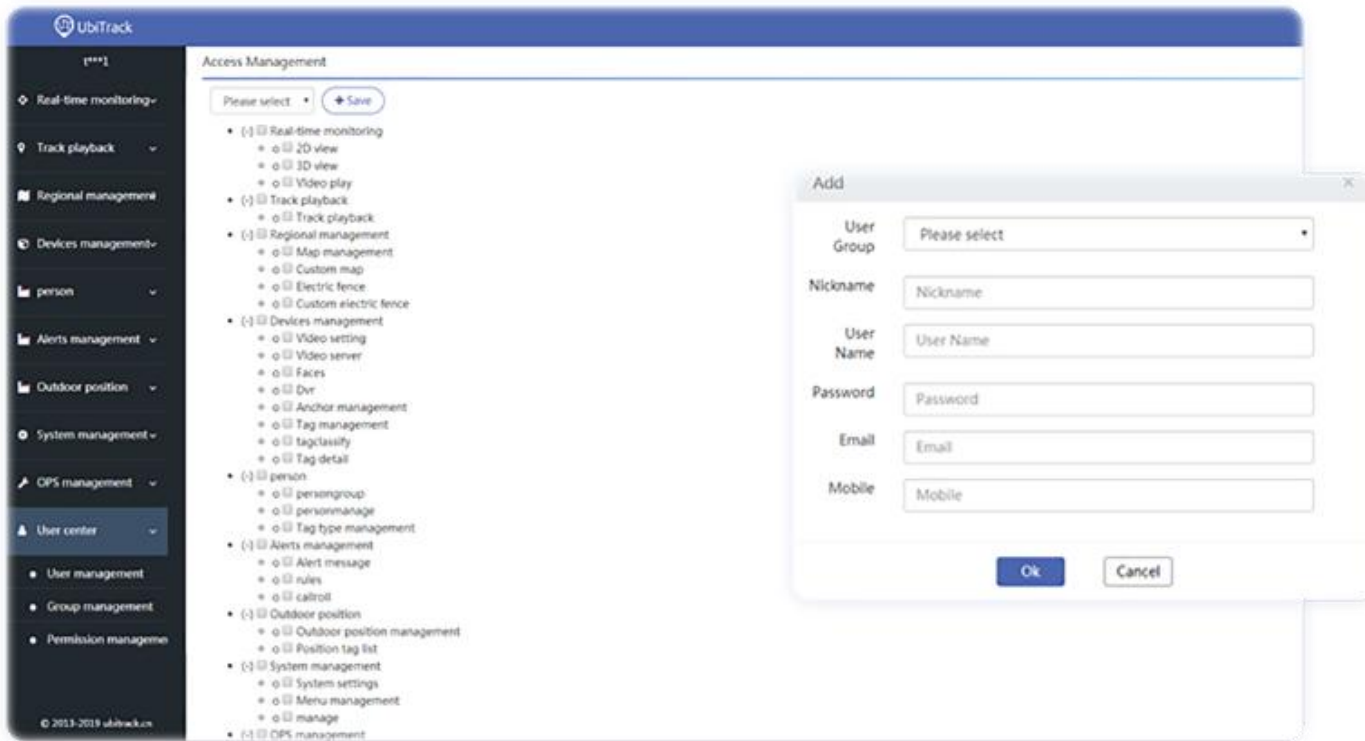 UbiTrack
t***1
Real-time monitoring
Track playback
Regional management
Devices management
person
Alerts management
Outdoor position
System management
OPS management
User center
User management
Group management
Permission manageme
© 2013-2019 ubitrack.cn
Access Management
Please select
+ Save
(-) Real-time monitoring
o 2D view
o 3D view
o Video play
(-) Track playback
o Track playback
(-) Regional management
o Map management
o Custom map
o Electric fence
o Custom electric fence
(-) Devices management
o Video setting
o Video server
o Faces
o Dvr
o Anchor management
o Tag management
o tagclassify
o Tag detail
(-) person
o persongroup
o personmanage
o Tag type management
(-) Alerts management
o Alert message
o rules
o callroll
(-) Outdoor position
o Outdoor position management
o Position tag list
(-) System management
o System settings
o Menu management
o manage
(-) OPS management
Add
×
User
Group
Please select
Nickname
Nickname
User
Name
User Name
Password
Password
Email
Email
Mobile
Mobile
Ok
Cancel